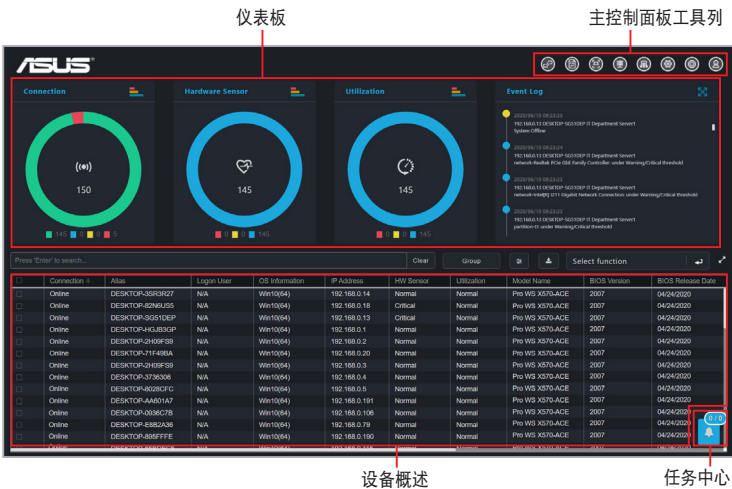 仪表板
主控制面板工具列
ASUS
Connection
Hardware Sensor
Utilization
Event Log
150
145
145
145 0 0 5
0 0 145
0 0 145
2020/06/19 09:23:25
192.168.0.13 DESKTOP-SG51DEP IT Department Server1
System Offline
2020/06/19 09:23:24
192.168.0.13 DESKTOP-SG51DEP IT Department Server1
network-Realtek PCIe GbE Family Controller: under Warning/Critical threshold
2020/06/19 09:23:23
192.168.0.13 DESKTOP-SG51DEP IT Department Server1
network-Intel[R] I211 Gigabit Network Connection: under Warning/Critical threshold
2020/06/19 09:23:23
192.168.0.13 DESKTOP-SG51DEP IT Department Server1
partition-D: under Warning/Critical threshold
Press 'Enter' to search...
Clear
Group
Select function
Connection Alias Logon User OS Information IP Address HW Sensor Utilization Model Name BIOS Version BIOS Release Date
Online DESKTOP-3SR3R27 N/A Win10(64) 192.168.0.14 Normal Normal Pro WS X570-ACE 2007 04/24/2020
Online DESKTOP-82N6US5 N/A Win10(64) 192.168.0.18 Critical Normal Pro WS X570-ACE 2007 04/24/2020
Online DESKTOP-SG51DEP N/A Win10(64) 192.168.0.13 Critical Normal Pro WS X570-ACE 2007 04/24/2020
Online DESKTOP-HGJB3GP N/A Win10(64) 192.168.0.1 Normal Normal Pro WS X570-ACE 2007 04/24/2020
Online DESKTOP-2H09FS9 N/A Win10(64) 192.168.0.2 Normal Normal Pro WS X570-ACE 2007 04/24/2020
Online DESKTOP-71F49BA N/A Win10(64) 192.168.0.20 Normal Normal Pro WS X570-ACE 2007 04/24/2020
Online DESKTOP-2H09FS9 N/A Win10(64) 192.168.0.3 Normal Normal Pro WS X570-ACE 2007 04/24/2020
Online DESKTOP-3736306 N/A Win10(64) 192.168.0.4 Normal Normal Pro WS X570-ACE 2007 04/24/2020
Online DESKTOP-8028CFC N/A Win10(64) 192.168.0.5 Normal Normal Pro WS X570-ACE 2007 04/24/2020
Online DESKTOP-AA601A7 N/A Win10(64) 192.168.0.191 Normal Normal Pro WS X570-ACE 2007 04/24/2020
Online DESKTOP-0936C7B N/A Win10(64) 192.168.0.106 Normal Normal Pro WS X570-ACE 2007 04/24/2020
Online DESKTOP-E8B2A36 N/A Win10(64) 192.168.0.79 Normal Normal Pro WS X570-ACE 2007
Online DESKTOP-895FFFE N/A Win10(64) 192.168.0.190 Normal Normal Pro WS X570-ACE 2007 04/24/2020
0 / 0
设备概述
任务中心